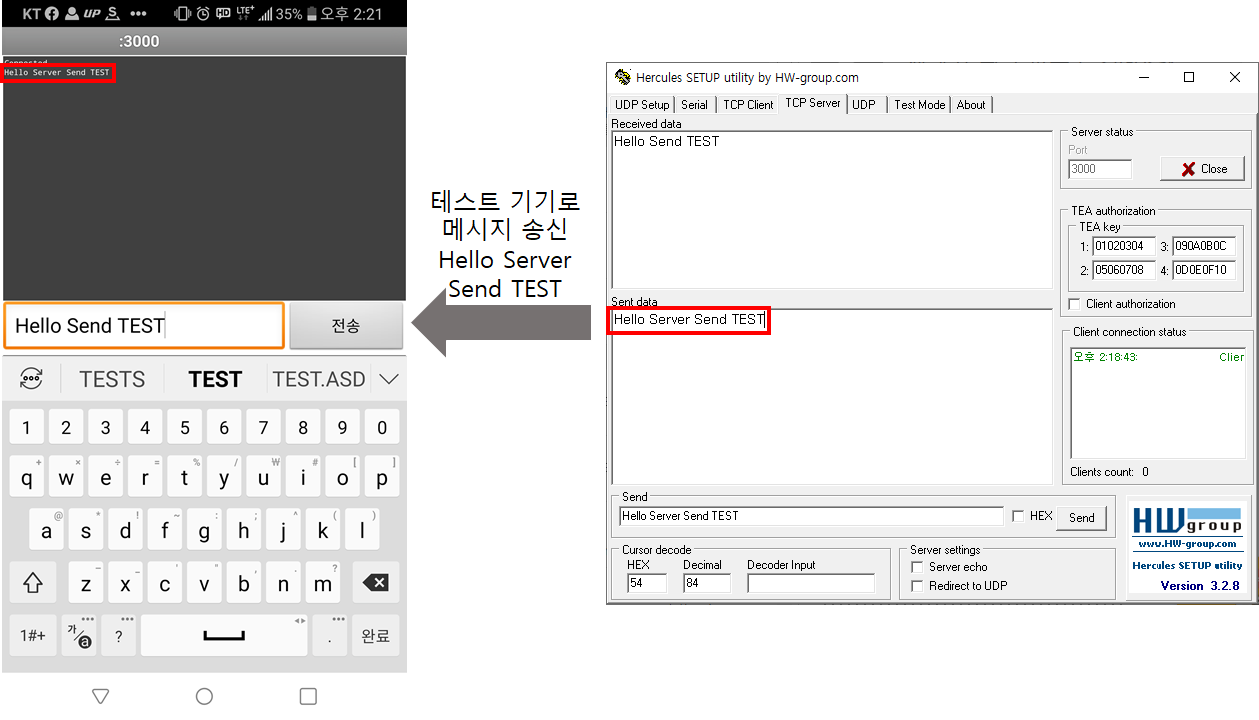 KT UP S ••• HD LTE+ 35% 오후 2:21
:3000
Connected
Hello Server Send TEST
Hello Send TEST
전송
TESTS TEST TEST.ASD
1 2 3 4 5 6 7 8 9 0
q w e r t y u i o p
a s d f g h j k l
z x c v b n m
1#+ 가/a ? . 완료
테스트 기기로
메시지 송신
Hello Server
Send TEST
Hercules SETUP utility by HW-group.com
UDP Setup Serial TCP Client TCP Server UDP Test Mode About
Received data
Hello Send TEST
Sent data
Hello Server Send TEST
Server status
Port
3000 Close
TEA authorization
TEA key
1: 01020304 3: 090A0B0C
2: 05060708 4: 0D0E0F10
Client authorization
Client connection status
오후 2:18:43: Clier
Clients count: 0
Send
Hello Server Send TEST HEX Send
Cursor decode
HEX Decimal Decoder Input
54 84
Server settings
Server echo
Redirect to UDP
HWgroup
www.HW-group.com
Hercules SETUP utility
Version 3.2.8